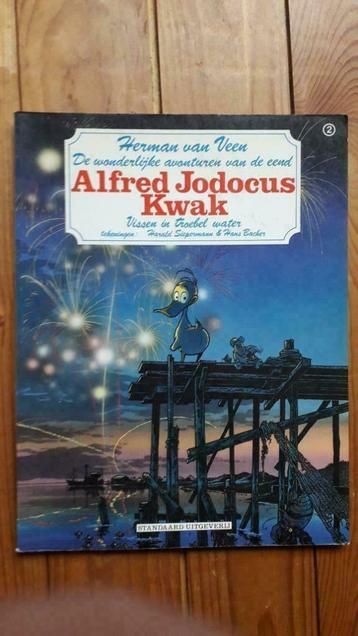 2
Herman van Veen
De wonderlijke avonturen van de eend
Alfred Jodocus
Kwak
Vissen in troebel water
tekeningen: Harald Siepermann & Hans Bacher
STANDAARD UITGEVERIJ